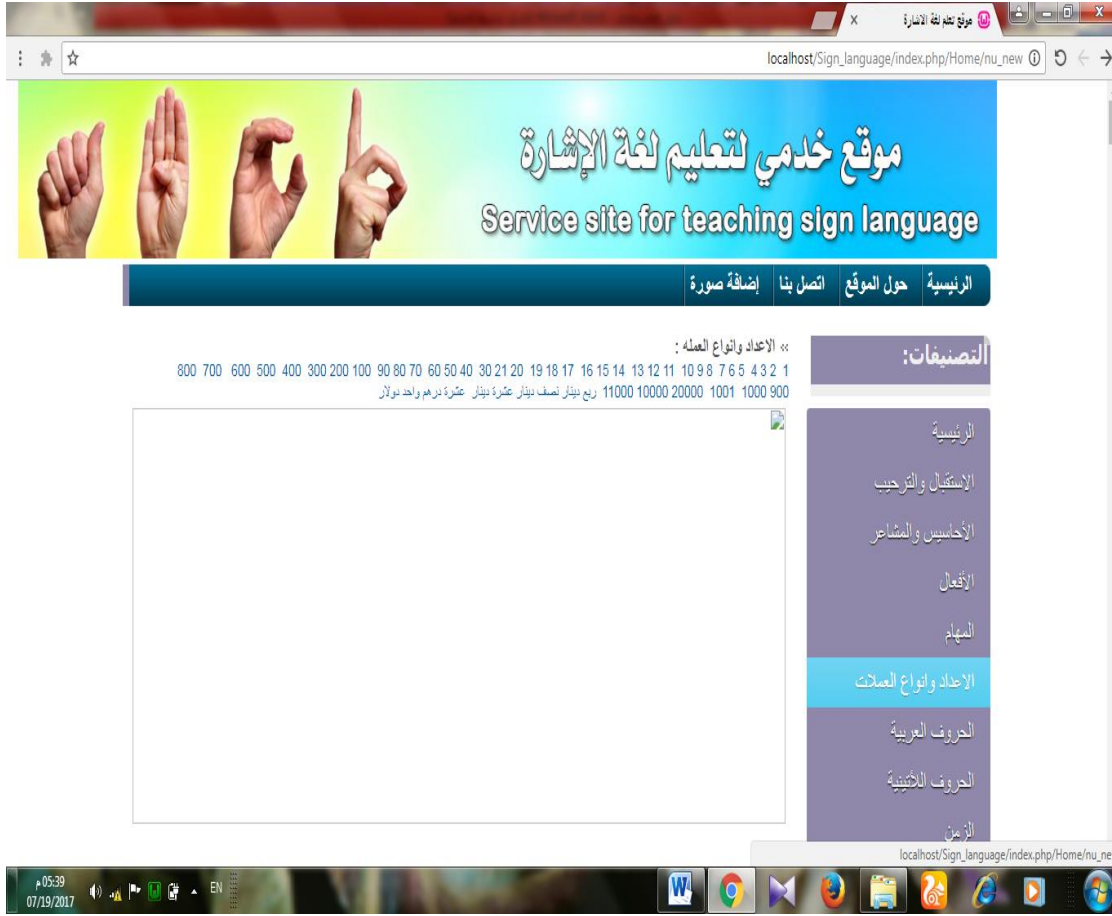 موقع تعلم لغة الاشارة
localhost/Sign_language/index.php/Home/nu_new
موقع خدمي لتعليم لغة الإشارة
Service site for teaching sign language
الرئيسية حول الموقع اتصل بنا إضافة صورة
التصنيفات:
الرئيسية
الاستقبال والترحيب
الأحاسيس والمشاعر
الأفعال
المهام
الاعداد وانواع العملات
الحروف العربية
الحروف اللأتينية
الزمن
» الاعداد وانواع العمله :
1 2 3 4 5 6 7 8 9 10 11 12 13 14 15 16 17 18 19 20 21 30 40 50 60 70 80 90 100 200 300 400 500 600 700 800
900 1000 1001 20000 10000 11000 ربع دينار نصف دينار عشرة دينار عشرة درهم واحد دولار
localhost/Sign_language/index.php/Home/nu_ne
EN
05:39 م
07/19/2017